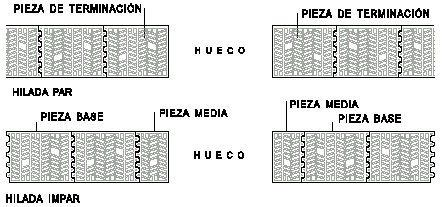 PIEZA DE TERMINACIÓN
PIEZA DE TERMINACIÓN
HUECO
HILADA PAR
PIEZA BASE
PIEZA MEDIA
PIEZA MEDIA
PIEZA BASE
HUECO
HILADA IMPAR